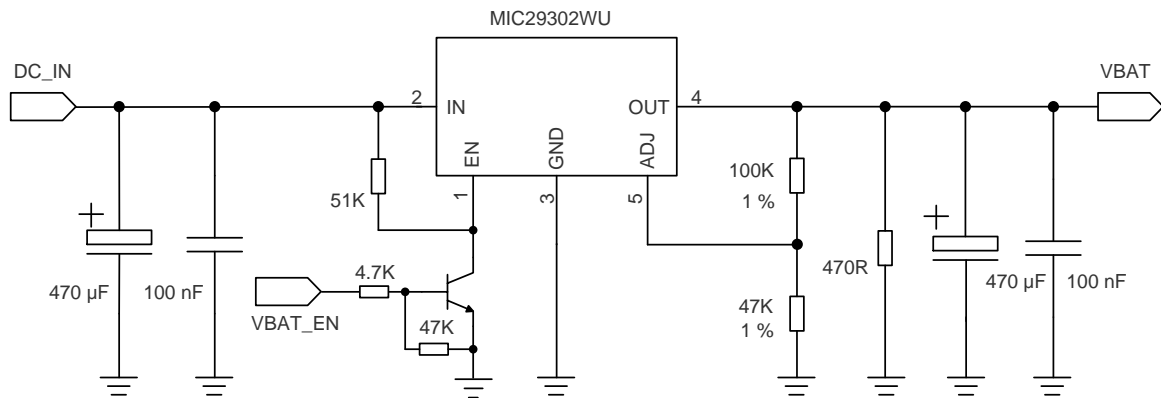 MIC29302WU
DC_IN
VBAT
2
IN
OUT
4
EN
GND
ADJ
1
3
5
51K
100K
1 %
470 µF
100 nF
4.7K
VBAT_EN
47K
47K
1 %
470R
470 µF
100 nF